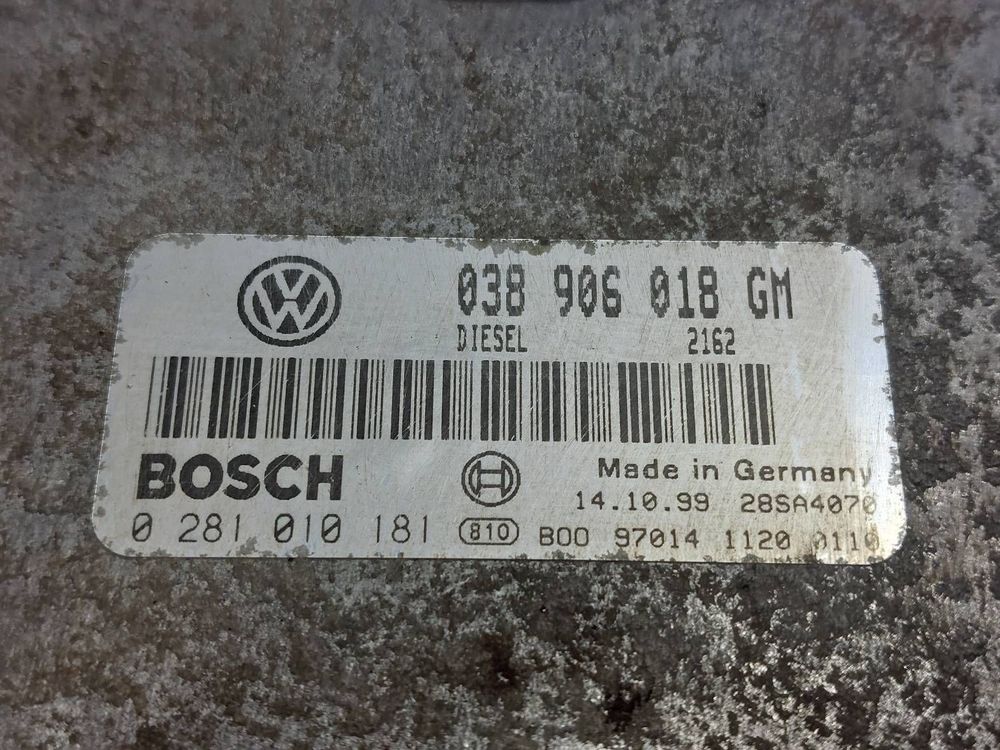 038 906 018 GM
DIESEL 2162
BOSCH
Made in Germany
14.10.99 28SA4070
0 281 010 181 810 B00 97014 1120 0110